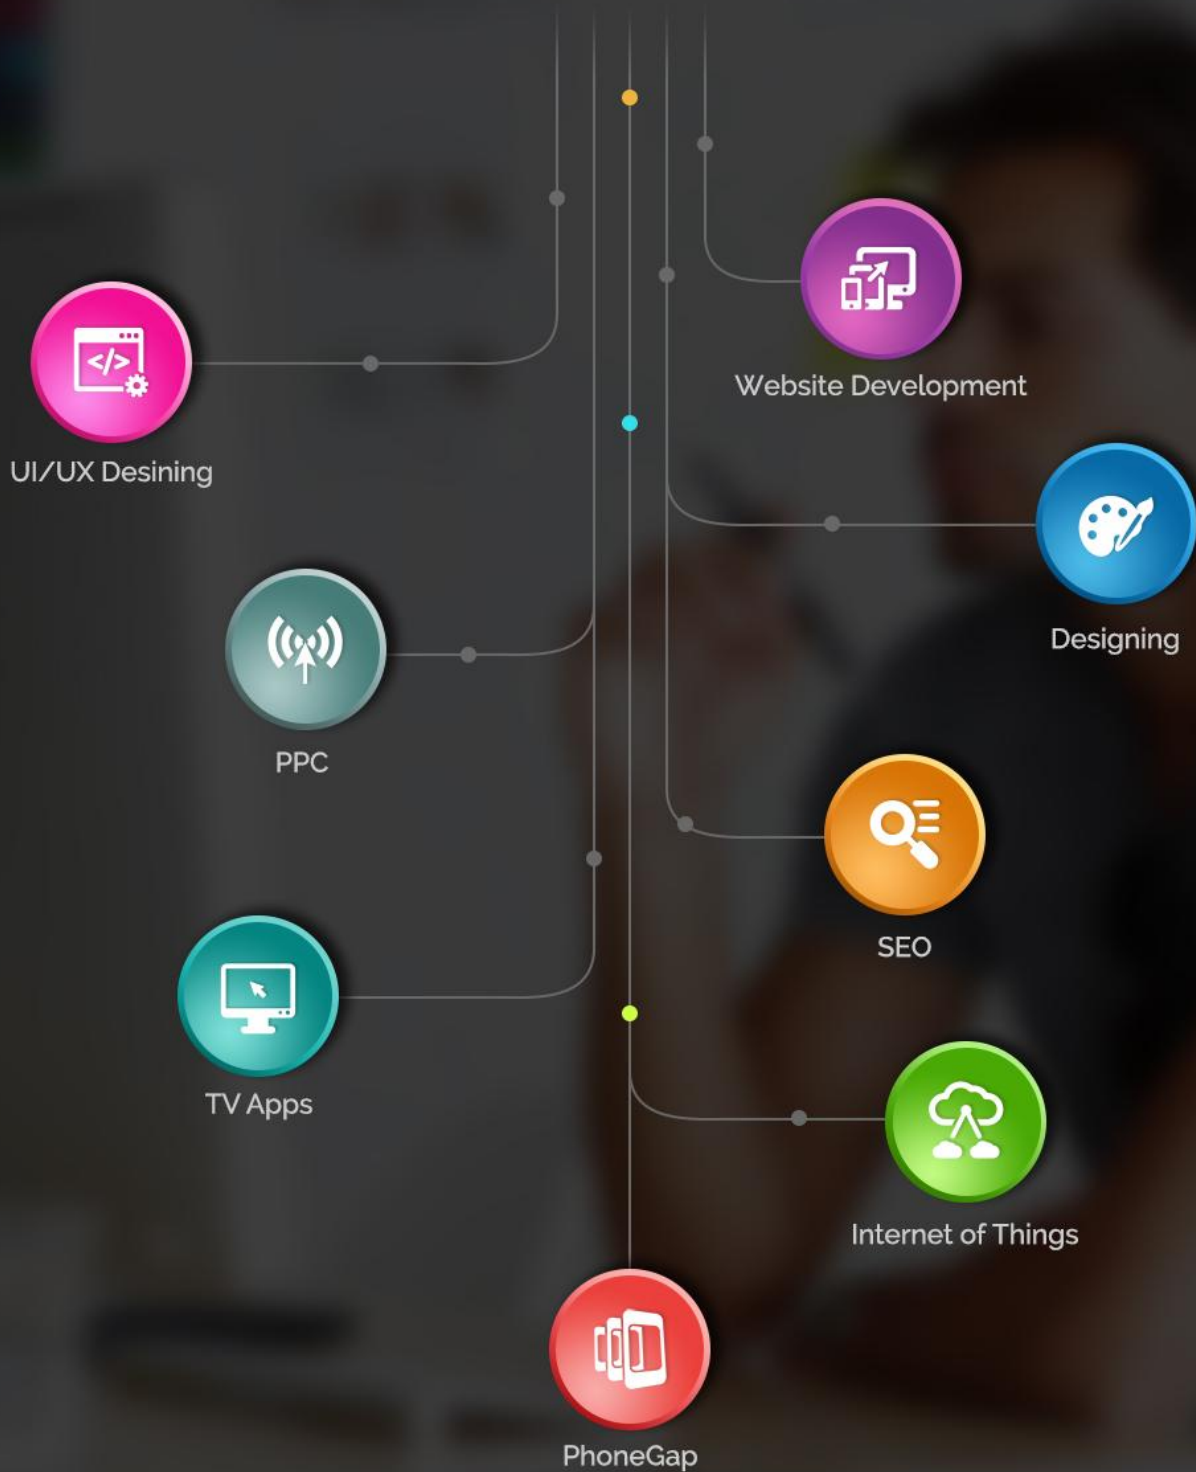 Website Development
UI/UX Desining
Designing
PPC
SEO
TV Apps
Internet of Things
PhoneGap